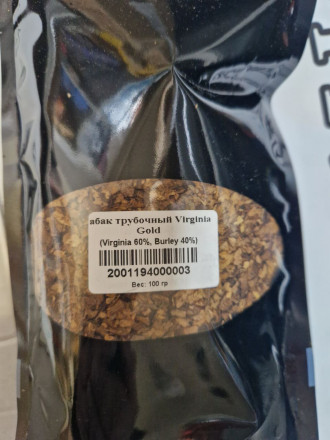 абак трубочный Virginia
Gold
(Virginia 60%, Burley 40%)
2001194000003
Вес: 100 гр